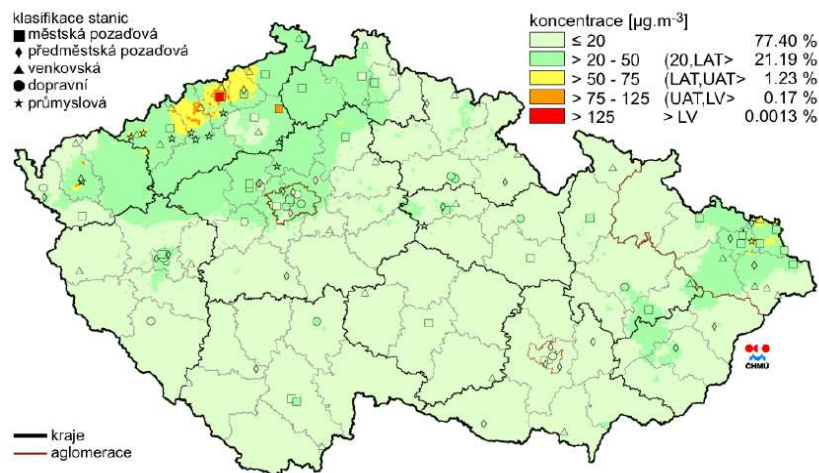 klasifikace stanic
městská pozaďová
předměstská pozaďová
venkovská
dopravní
průmyslová
koncentrace [µg.m-3]
≤ 20 77.40 %
> 20 - 50 (20,LAT> 21.19 %
> 50 - 75 (LAT,UAT> 1.23 %
> 75 - 125 (UAT,LV> 0.17 %
> 125 > LV 0.0013 %
ČHMÚ
kraje
aglomerace